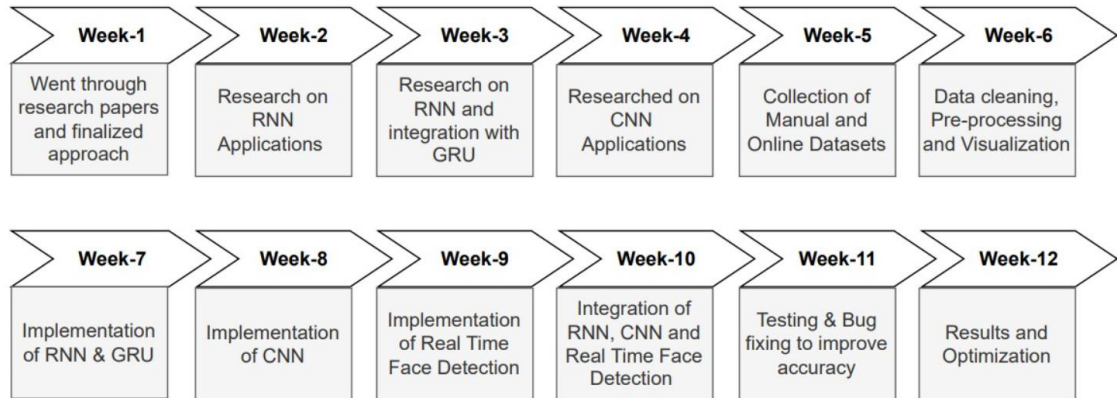 Week-1
Week-2
Week-3
Week-4
Week-5
Week-6
Went through
research papers
and finalized
approach
Research on
RNN
Applications
Research on
RNN and
integration with
GRU
Researched on
CNN
Applications
Collection of
Manual and
Online Datasets
Data cleaning,
Pre-processing
and Visualization
Week-7
Week-8
Week-9
Week-10
Week-11
Week-12
Implementation
of RNN & GRU
Implementation
of CNN
Implementation
of Real Time
Face Detection
Integration of
RNN, CNN and
Real Time Face
Detection
Testing & Bug
fixing to improve
accuracy
Results and
Optimization